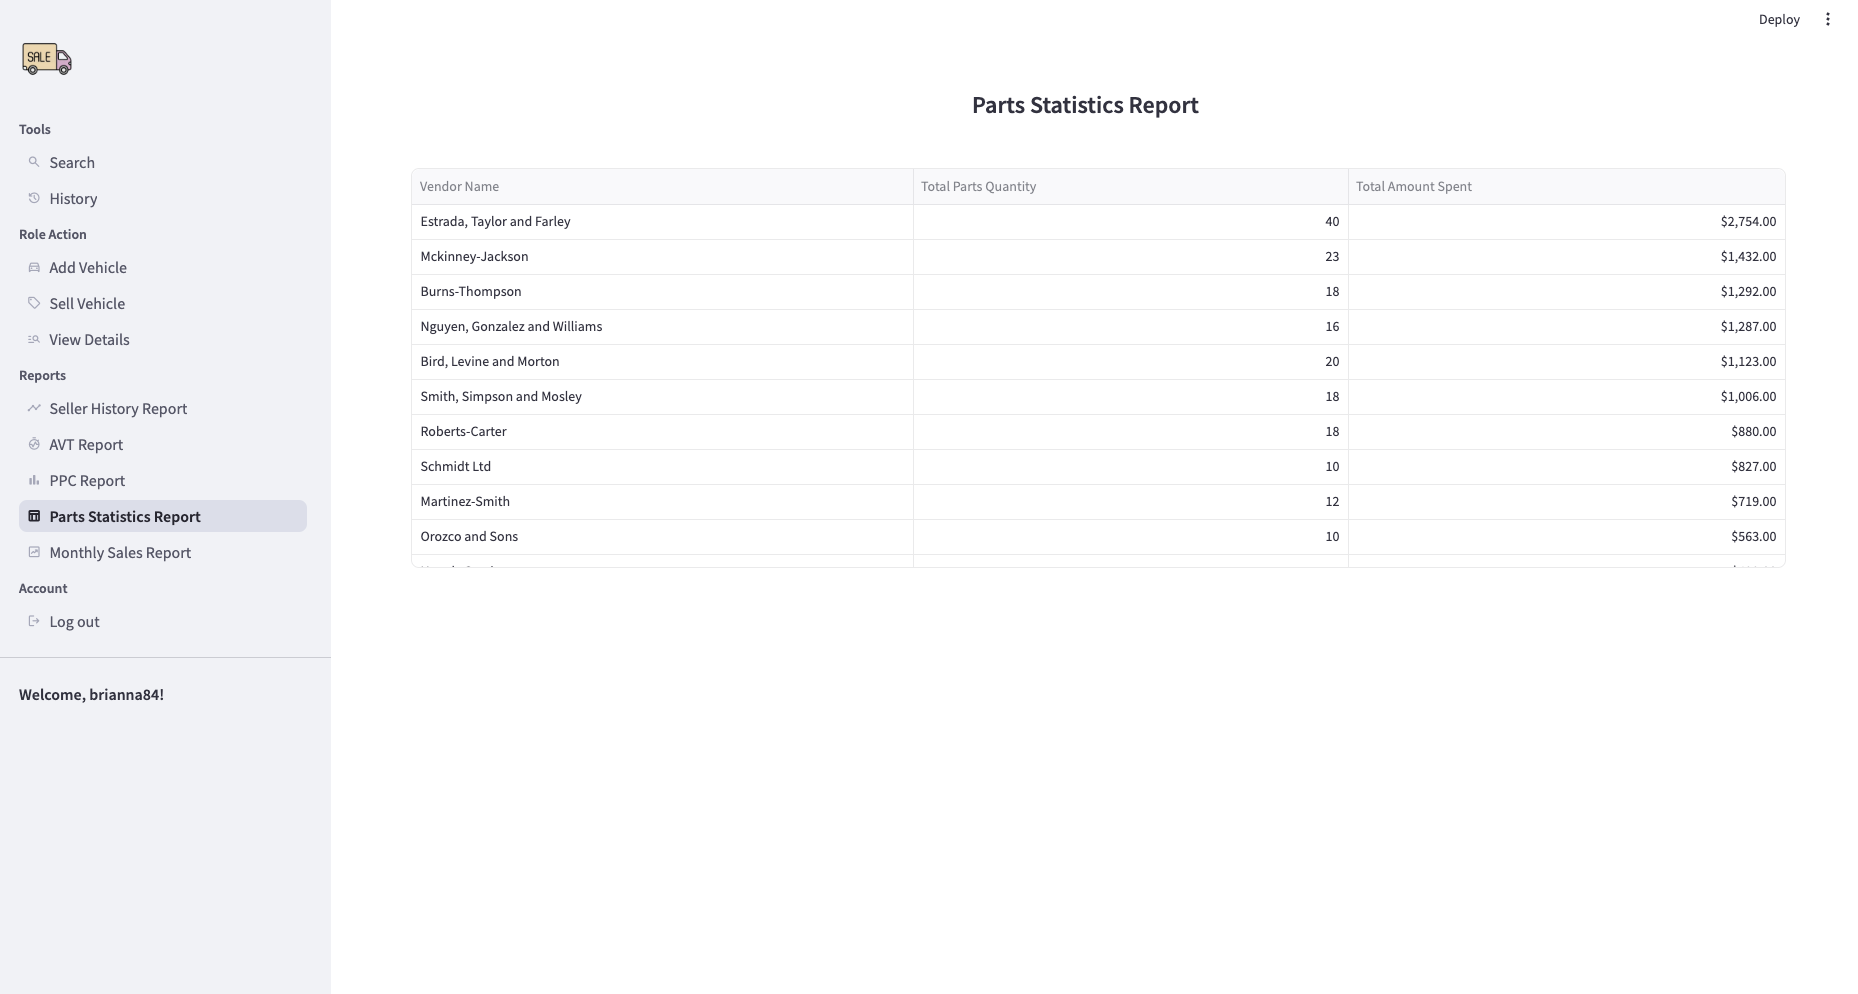 Deploy
SALE
Tools
Search
History
Role Action
Add Vehicle
Sell Vehicle
View Details
Reports
Seller History Report
AVT Report
PPC Report
Parts Statistics Report
Monthly Sales Report
Account
Log out
Welcome, brianna84!
Parts Statistics Report
Vendor Name Total Parts Quantity Total Amount Spent
Estrada, Taylor and Farley 40 $2,754.00
Mckinney-Jackson 23 $1,432.00
Burns-Thompson 18 $1,292.00
Nguyen, Gonzalez and Williams 16 $1,287.00
Bird, Levine and Morton 20 $1,123.00
Smith, Simpson and Mosley 18 $1,006.00
Roberts-Carter 18 $880.00
Schmidt Ltd 10 $827.00
Martinez-Smith 12 $719.00
Orozco and Sons 10 $563.00